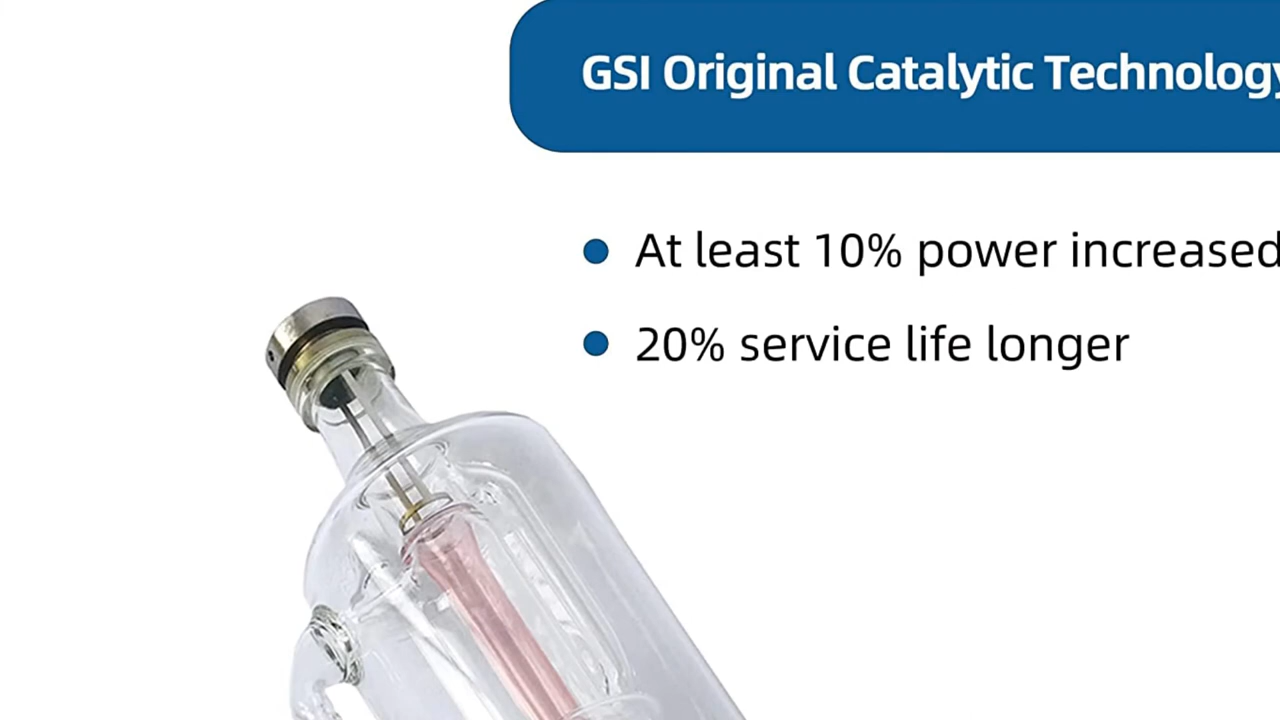 GSI Original Catalytic Technology
At least 10% power increased
20% service life longer